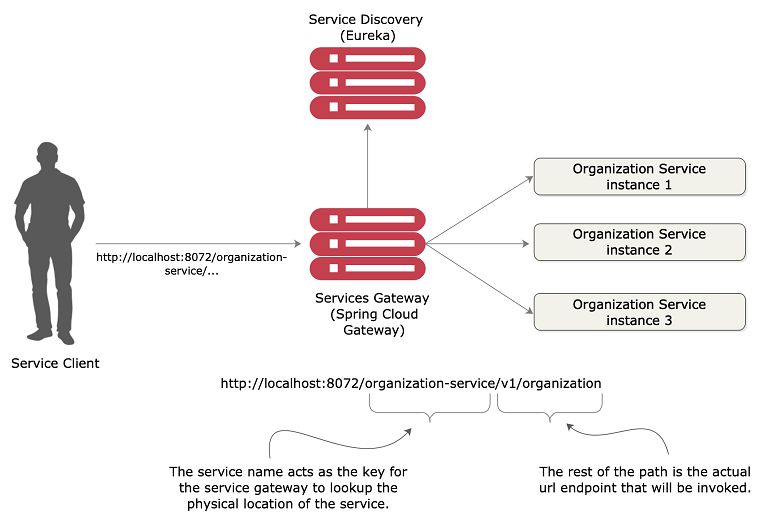 Service Discovery
(Eureka)
Organization Service
instance 1
http://localhost:8072/organization-
service/...
Organization Service
instance 2
Services Gateway
(Spring Cloud
Gateway)
Organization Service
instance 3
Service Client
http://localhost:8072/organization-service/v1/organization
The service name acts as the key for
the service gateway to lookup the
physical location of the service.
The rest of the path is the actual
url endpoint that will be invoked.